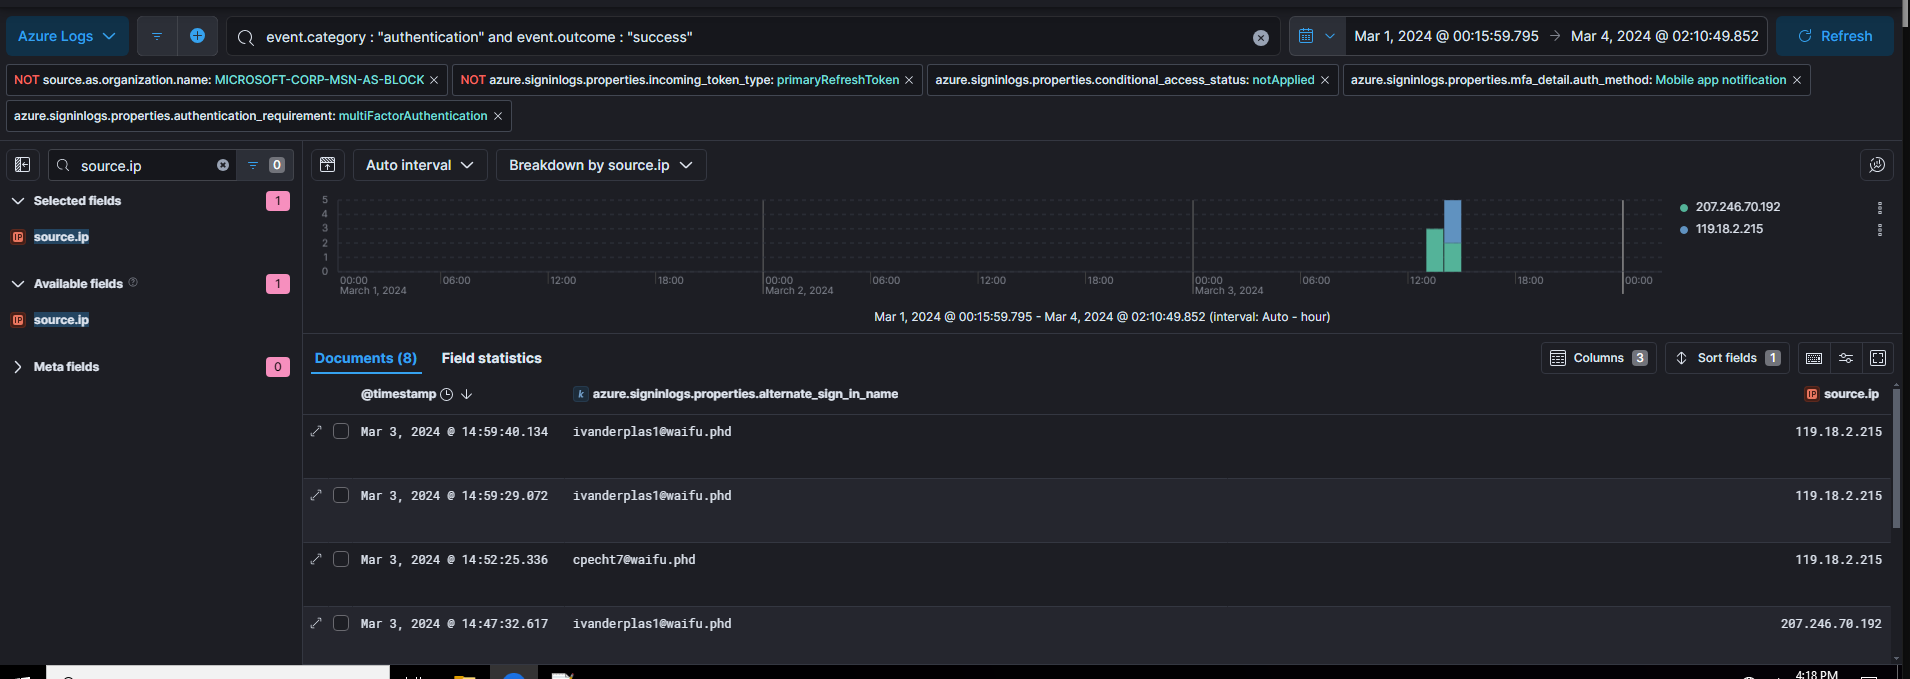 Azure Logs
event.category : "authentication" and event.outcome : "success"
Mar 1, 2024 @ 00:15:59.795 → Mar 4, 2024 @ 02:10:49.852
Refresh
NOT source.as.organization.name: MICROSOFT-CORP-MSN-AS-BLOCK ×
NOT azure.signinlogs.properties.incoming_token_type: primaryRefreshToken ×
azure.signinlogs.properties.conditional_access_status: notApplied ×
azure.signinlogs.properties.mfa_detail.auth_method: Mobile app notification ×
azure.signinlogs.properties.authentication_requirement: multiFactorAuthentication ×
source.ip
0
Selected fields 1
IP source.ip
Available fields 1
IP source.ip
Meta fields 0
Auto interval
Breakdown by source.ip
5
4
3
2
1
0
00:00 06:00 12:00 18:00 00:00 06:00 12:00 18:00 00:00 06:00 12:00 18:00 00:00
March 1, 2024 March 2, 2024 March 3, 2024
207.246.70.192
119.18.2.215
Mar 1, 2024 @ 00:15:59.795 - Mar 4, 2024 @ 02:10:49.852 (interval: Auto - hour)
Documents (8) Field statistics
Columns 3
Sort fields 1
@timestamp k azure.signinlogs.properties.alternate_sign_in_name IP source.ip
Mar 3, 2024 @ 14:59:40.134 ivanderplas1@waifu.phd 119.18.2.215
Mar 3, 2024 @ 14:59:29.072 ivanderplas1@waifu.phd 119.18.2.215
Mar 3, 2024 @ 14:52:25.336 cpecht7@waifu.phd 119.18.2.215
Mar 3, 2024 @ 14:47:32.617 ivanderplas1@waifu.phd 207.246.70.192
4:18 PM